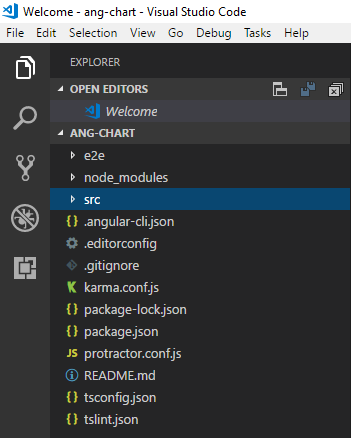 Welcome - ang-chart - Visual Studio Code
File Edit Selection View Go Debug Tasks Help
EXPLORER
OPEN EDITORS
Welcome
ANG-CHART
e2e
node_modules
src
{} .angular-cli.json
.editorconfig
.gitignore
karma.conf.js
{} package-lock.json
{} package.json
JS protractor.conf.js
README.md
{} tsconfig.json
{} tslint.json